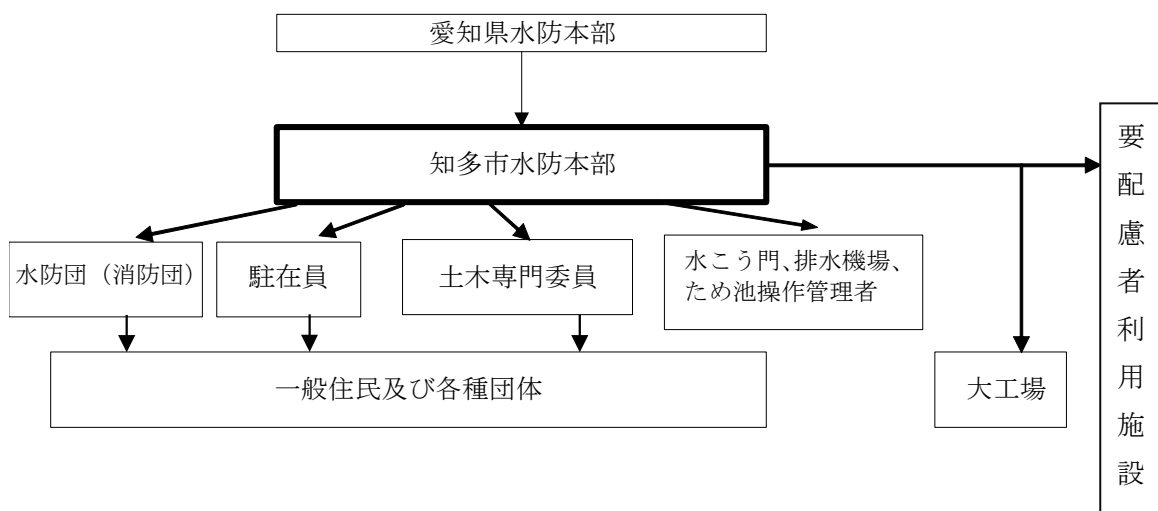 愛知県水防本部
知多市水防本部
水防団（消防団）
駐在員
土木専門委員
水こう門、排水機場、
ため池操作管理者
一般住民及び各種団体
大工場
要配慮者利用施設